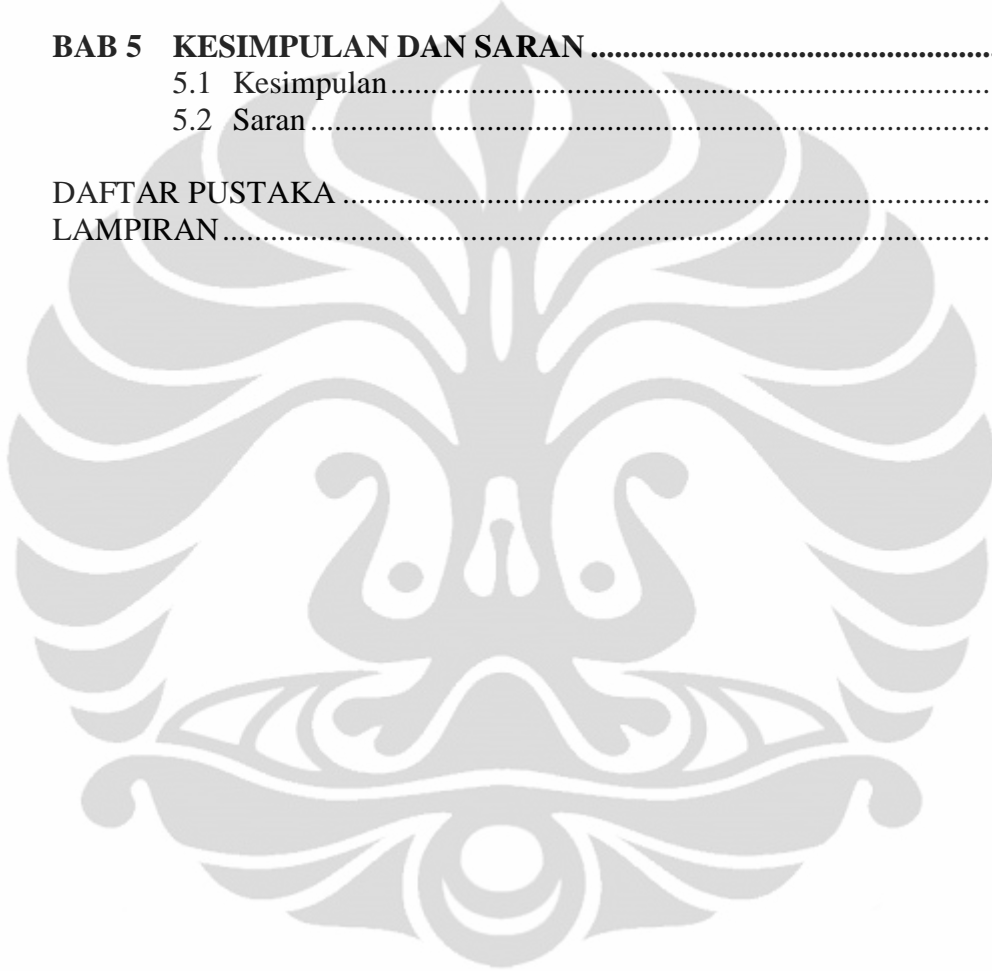 BAB 5 KESIMPULAN DAN SARAN ............................................................
5.1 Kesimpulan ............................................................................
5.2 Saran .....................................................................................
DAFTAR PUSTAKA ....................................................................................
LAMPIRAN ..................................................................................................